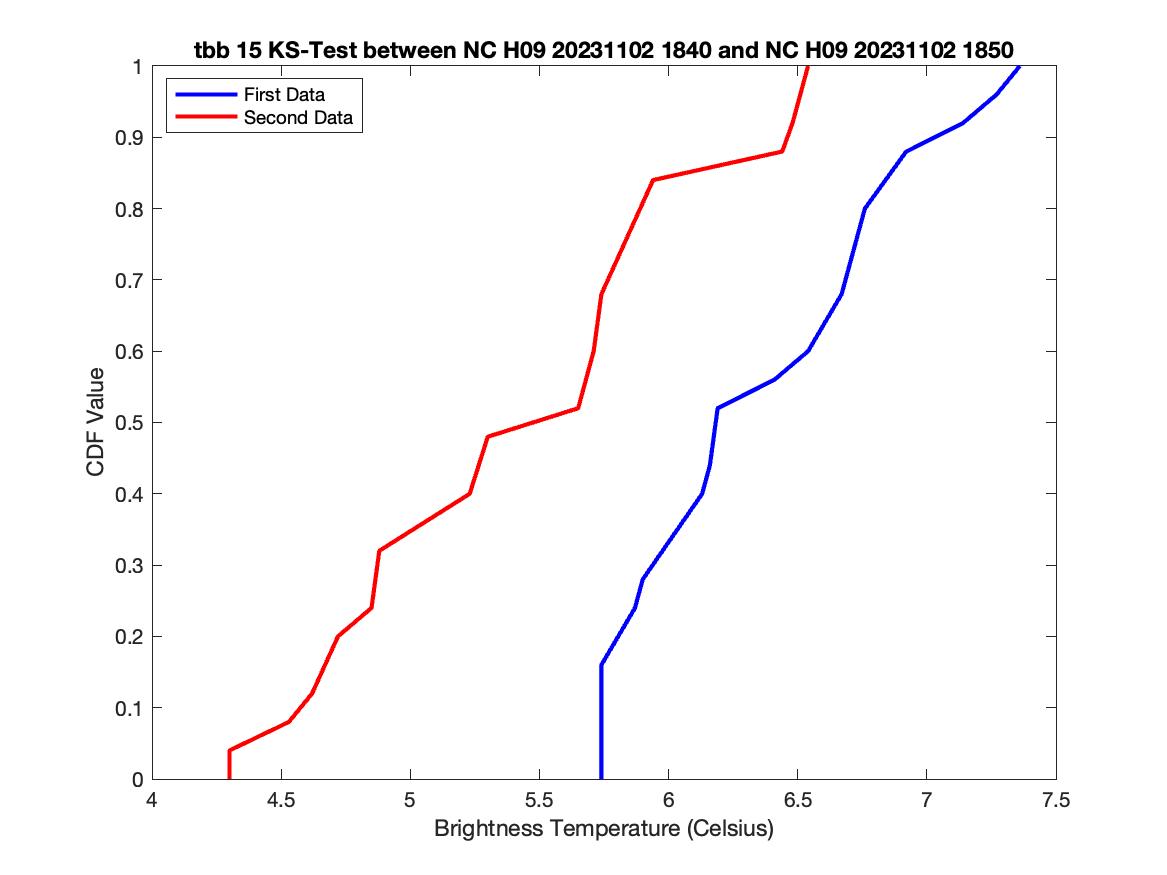 tbb 15 KS-Test between NC H09 20231102 1840 and NC H09 20231102 1850
First Data
Second Data
1
0.9
0.8
0.7
0.6
0.5
0.4
0.3
0.2
0.1
0
CDF Value
4 4.5 5 5.5 6 6.5 7 7.5
Brightness Temperature (Celsius)